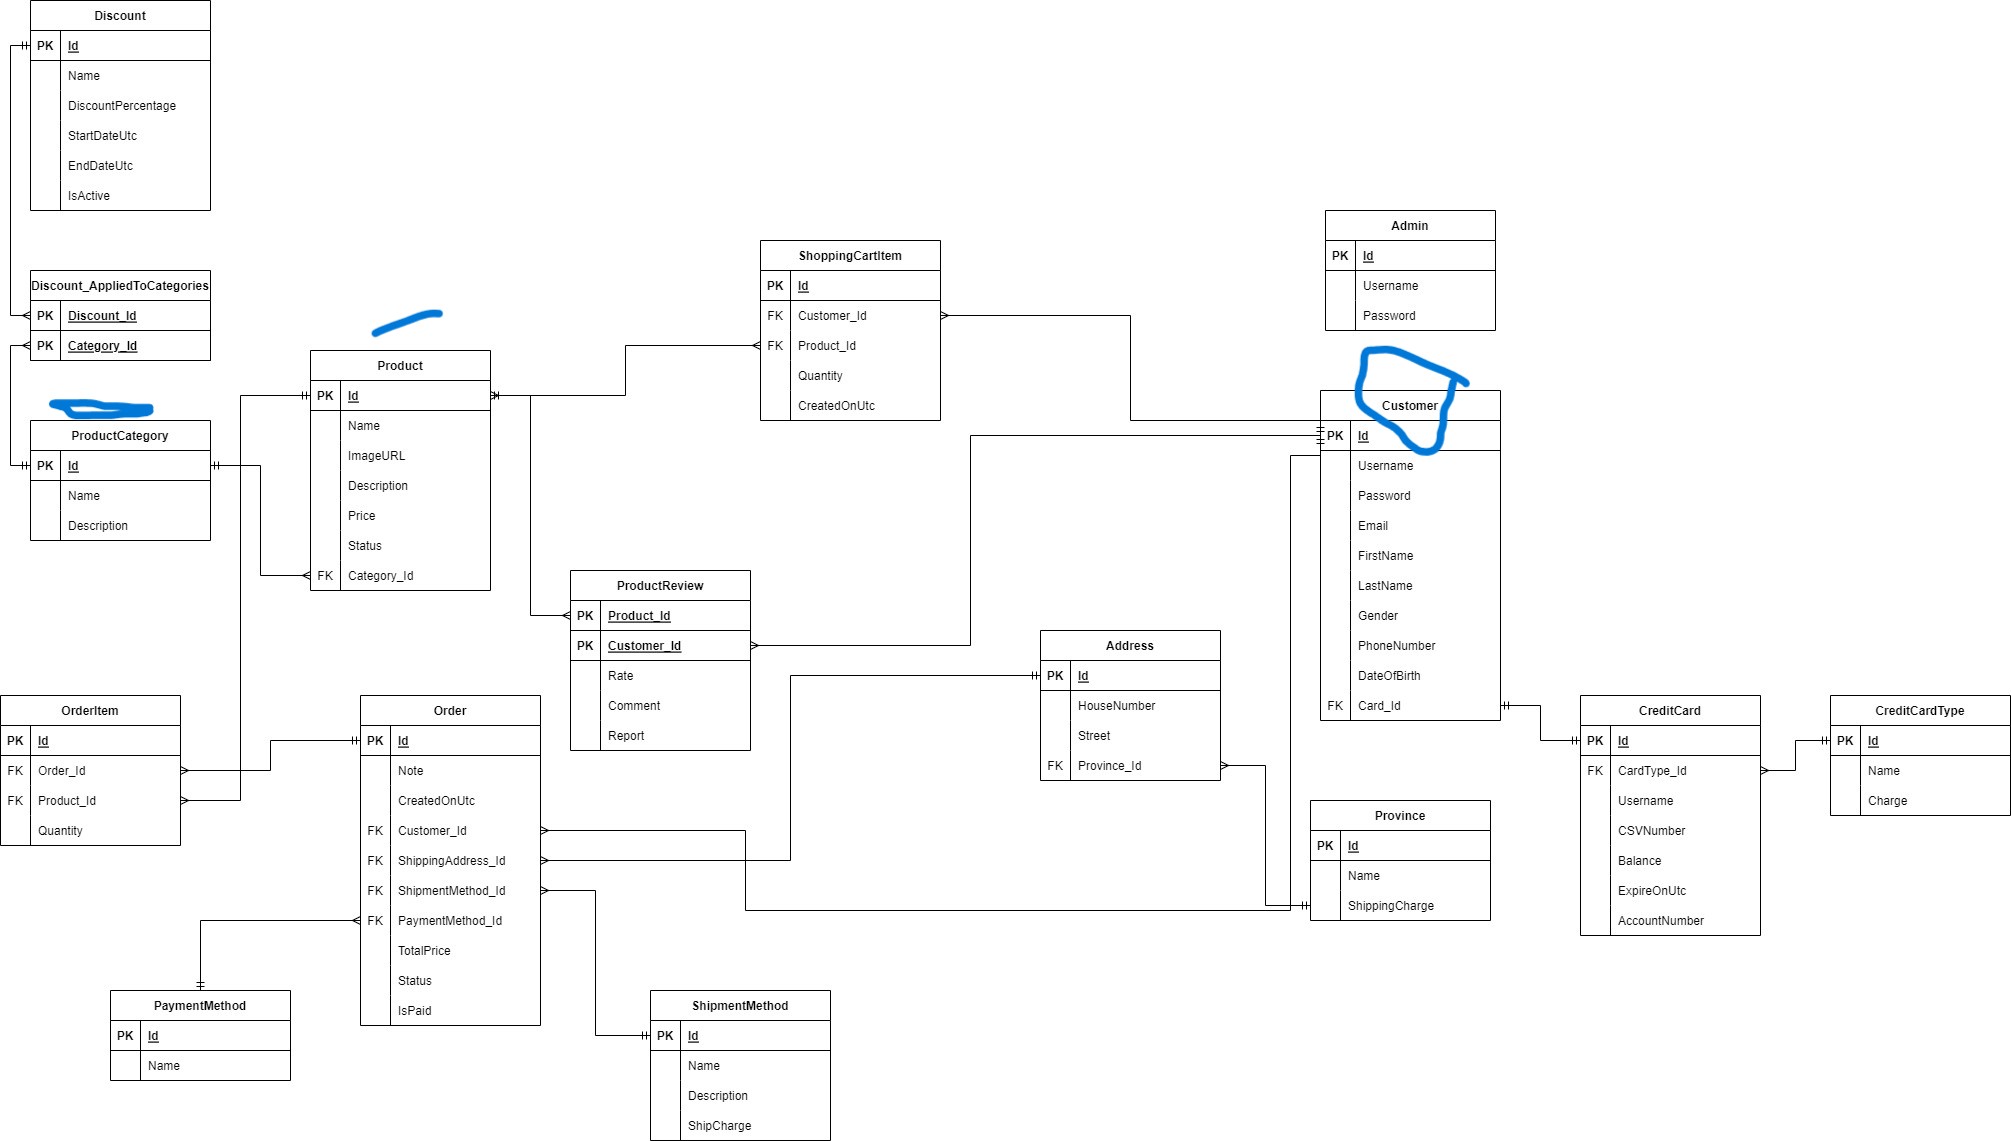 Discount
PK Id
Name
DiscountPercentage
StartDateUtc
EndDateUtc
IsActive
Discount_AppliedToCategories
PK Discount_Id
PK Category_Id
ProductCategory
PK Id
Name
Description
Product
PK Id
Name
ImageURL
Description
Price
Status
FK Category_Id
ShoppingCartItem
PK Id
FK Customer_Id
FK Product_Id
Quantity
CreatedOnUtc
Admin
PK Id
Username
Password
Customer
PK Id
Username
Password
Email
FirstName
LastName
Gender
PhoneNumber
DateOfBirth
FK Card_Id
ProductReview
PK Product_Id
PK Customer_Id
Rate
Comment
Report
Address
PK Id
HouseNumber
Street
FK Province_Id
OrderItem
PK Id
FK Order_Id
FK Product_Id
Quantity
Order
PK Id
Note
CreatedOnUtc
FK Customer_Id
FK ShippingAddress_Id
FK ShipmentMethod_Id
FK PaymentMethod_Id
TotalPrice
Status
IsPaid
Province
PK Id
Name
ShippingCharge
CreditCard
PK Id
FK CardType_Id
Username
CSVNumber
Balance
ExpireOnUtc
AccountNumber
CreditCardType
PK Id
Name
Charge
PaymentMethod
PK Id
Name
ShipmentMethod
PK Id
Name
Description
ShipCharge